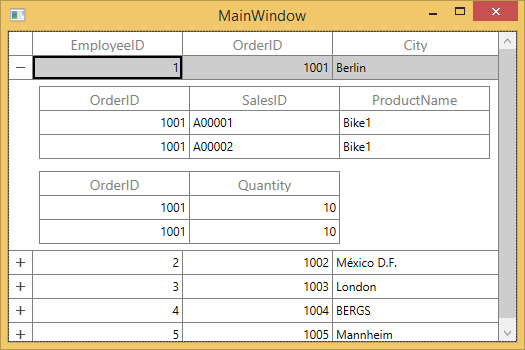 MainWindow
EmployeeID OrderID City
1 1001 Berlin
OrderID SalesID ProductName
1001 A00001 Bike1
1001 A00002 Bike1
OrderID Quantity
1001 10
1001 10
2 1002 México D.F.
3 1003 London
4 1004 BERGS
5 1005 Mannheim